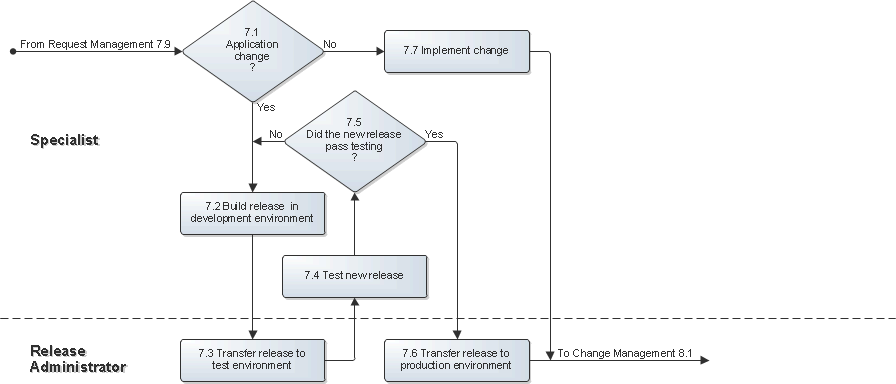 7.1
Application
change
?
From Request Management 7.9
No
7.7 Implement change
Yes
7.5
Did the new release
pass testing
?
No
Yes
Specialist
7.2 Build release in
development environment
7.4 Test new release
Release
Administrator
7.3 Transfer release to
test environment
7.6 Transfer release to
production environment
To Change Management 8.1